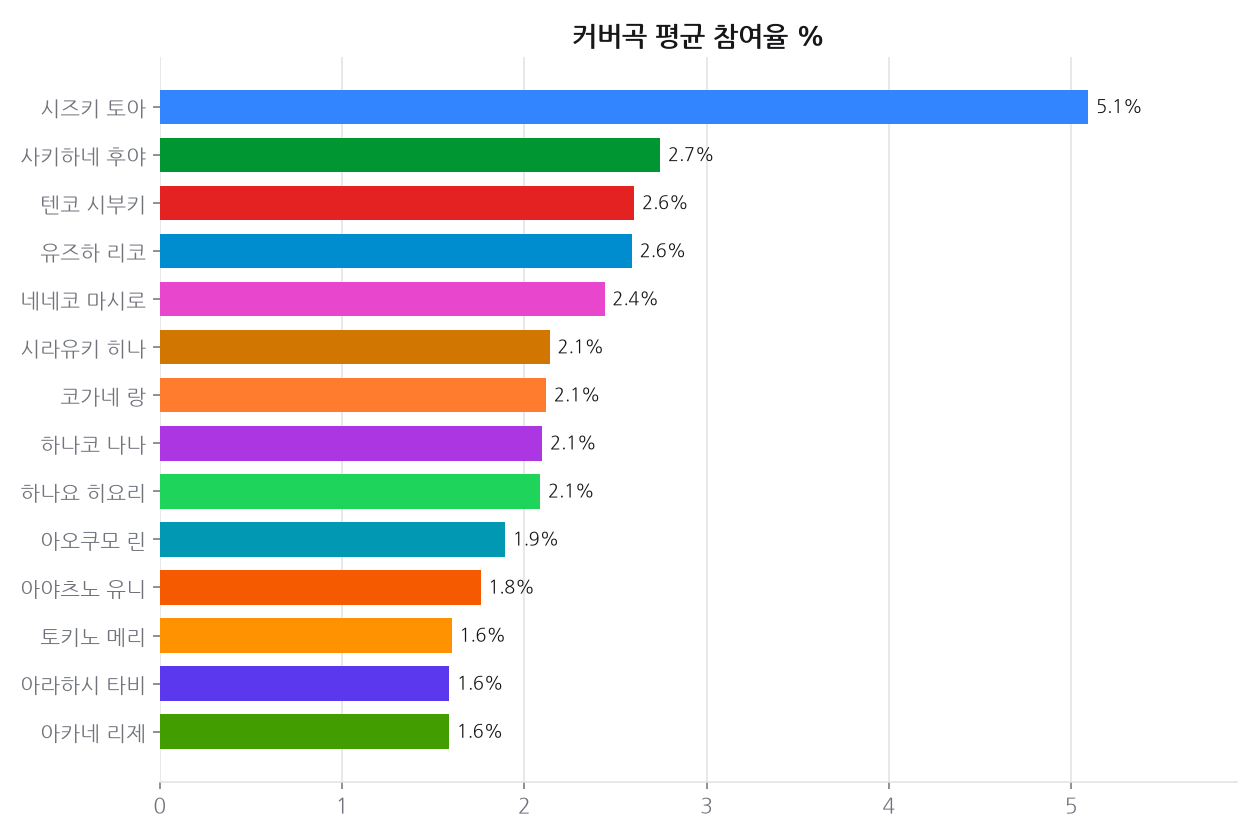 커버곡 평균 참여율 %
시즈키 토아 5.1%
사키하네 후야 2.7%
텐코 시부키 2.6%
유즈하 리코 2.6%
네네코 마시로 2.4%
시라유키 히나 2.1%
코가네 랑 2.1%
하나코 나나 2.1%
하나요 히요리 2.1%
아오쿠모 린 1.9%
아야츠노 유니 1.8%
토키노 메리 1.6%
아라하시 타비 1.6%
아카네 리제 1.6%
0 1 2 3 4 5